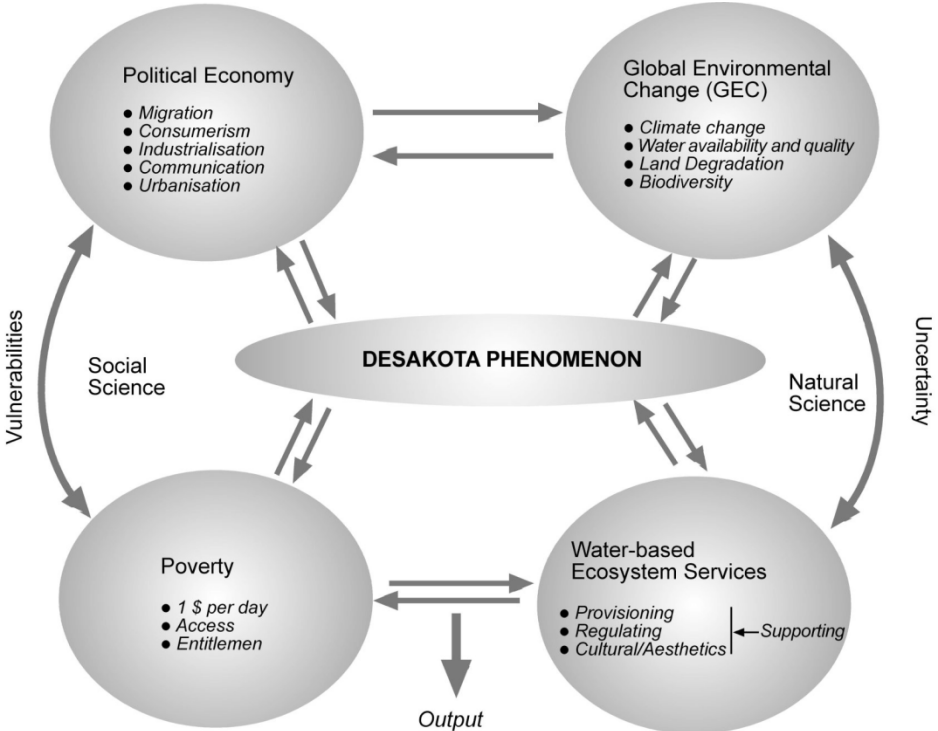 Political Economy
● Migration
● Consumerism
● Industrialisation
● Communication
● Urbanisation
Global Environmental
Change (GEC)
● Climate change
● Water availability and quality
● Land Degradation
● Biodiversity
Vulnerabilities
Social
Science
DESAKOTA PHENOMENON
Natural
Science
Uncertainty
Poverty
● 1 $ per day
● Access
● Entitlemen
Water-based
Ecosystem Services
● Provisioning
● Regulating
● Cultural/Aesthetics
Supporting
Output